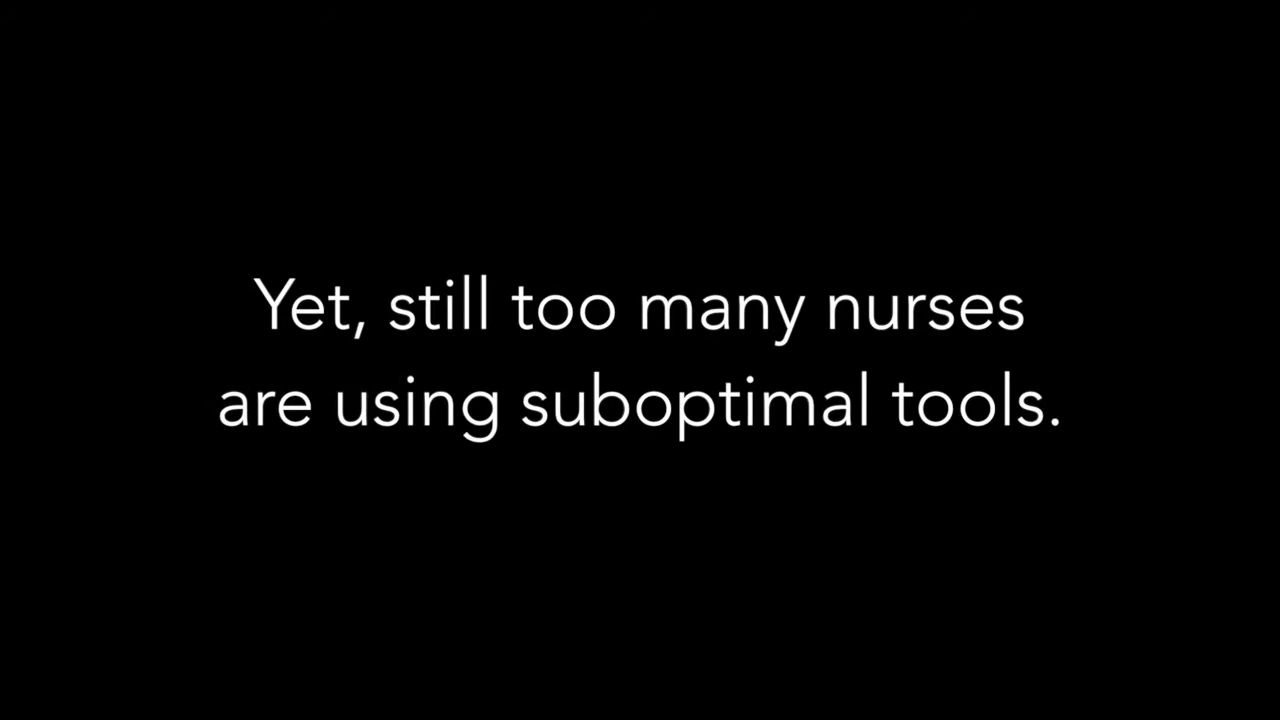 Yet, still too many nurses
are using suboptimal tools.